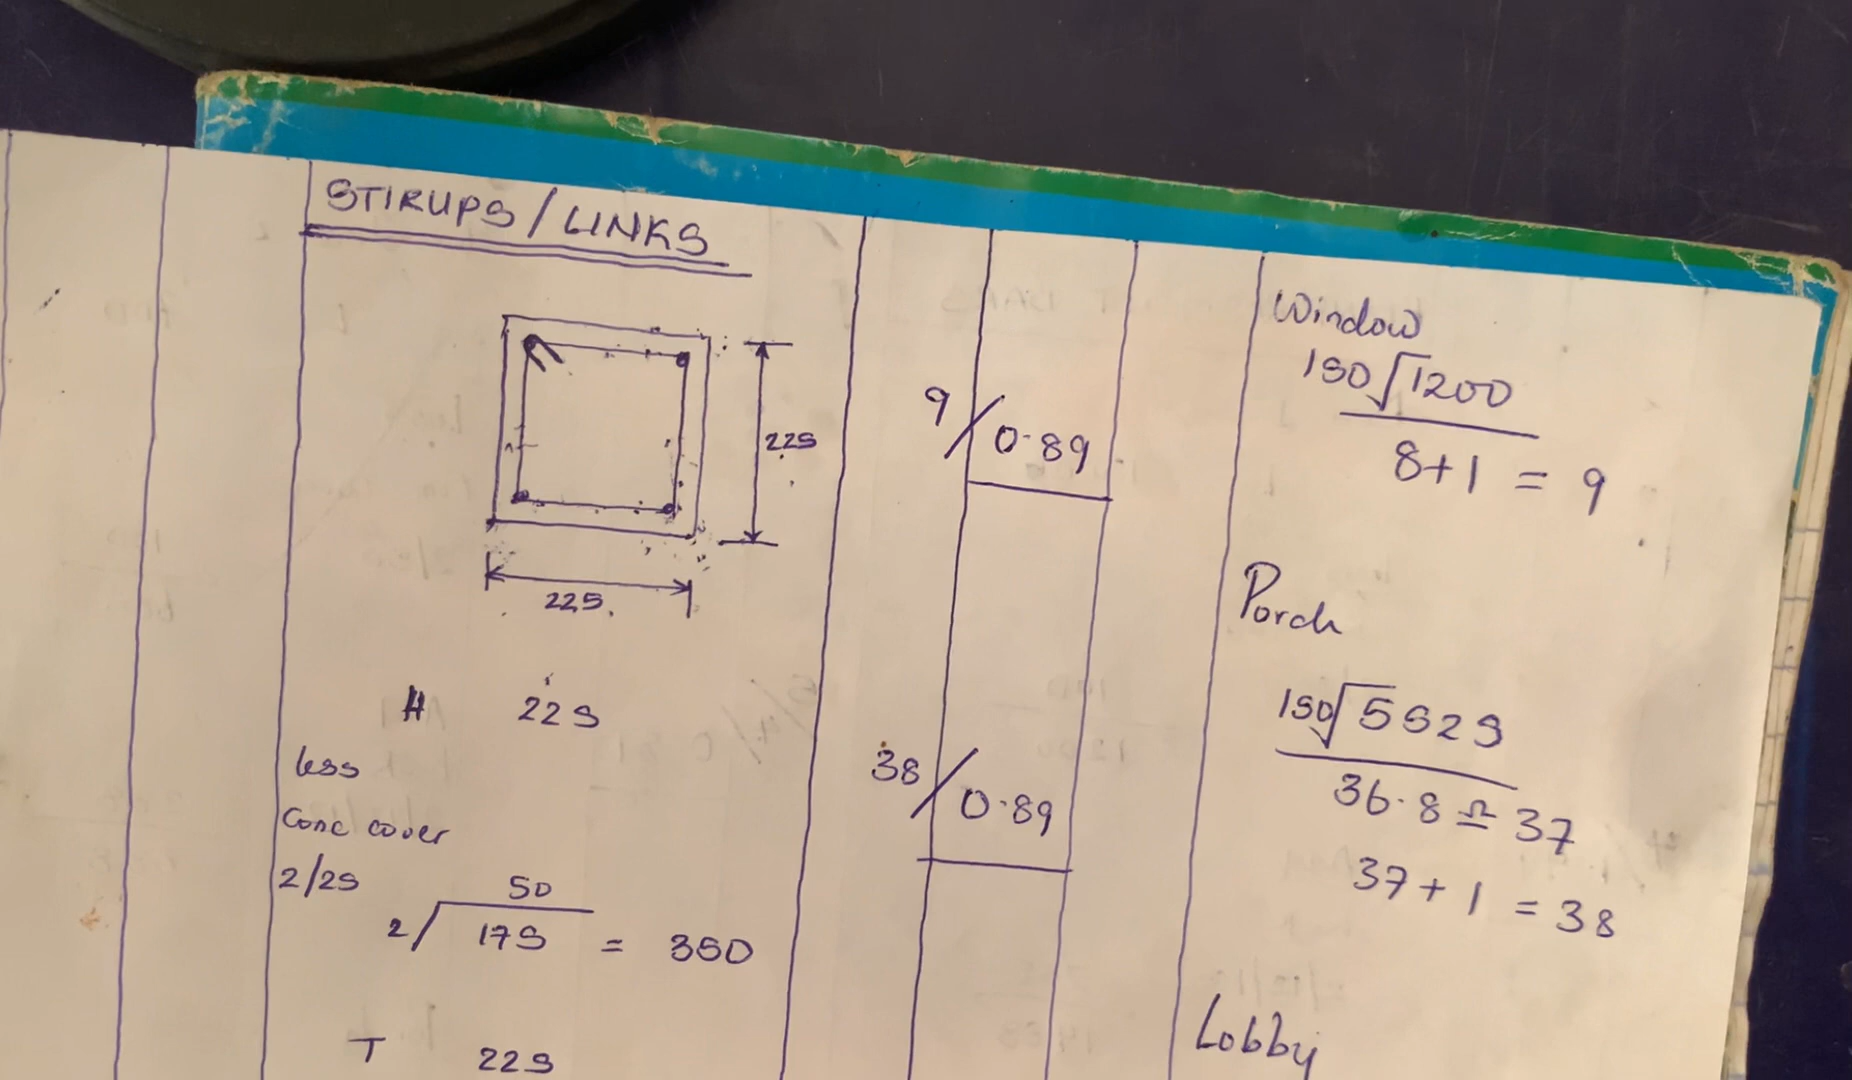 STIRUPS/LINKS
225
225.
H 225
less
Conc cover
2/25 50
2/ 175 = 350
T 225
9/ 0.89
38/ 0.89
Window
150√1200
8+1 = 9
Porch
150√5525
36.8 ≏ 37
37+1 = 38
Lobby